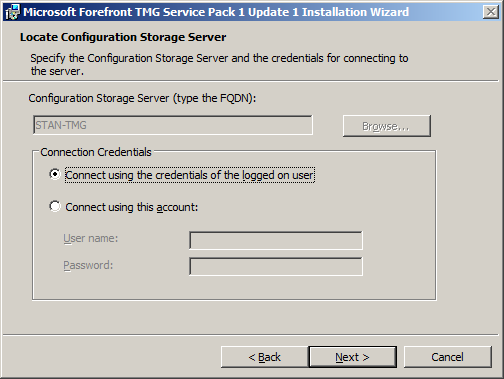 Microsoft Forefront TMG Service Pack 1 Update 1 Installation Wizard
Locate Configuration Storage Server
Specify the Configuration Storage Server and the credentials for connecting to
the server.
Configuration Storage Server (type the FQDN):
STAN-TMG
Browse...
Connection Credentials
Connect using the credentials of the logged on user
Connect using this account:
User name:
Password:
< Back
Next >
Cancel